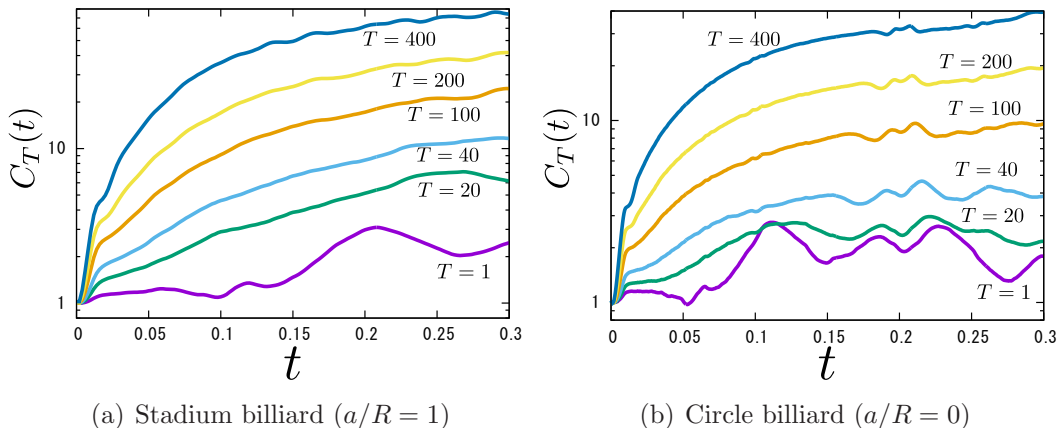 C_T(t)
10
1
T = 400
T = 200
T = 100
T = 40
T = 20
T = 1
0 0.05 0.1 0.15 0.2 0.25 0.3
t
(a) Stadium billiard (a/R = 1)
C_T(t)
10
1
T = 400
T = 200
T = 100
T = 40
T = 20
T = 1
0 0.05 0.1 0.15 0.2 0.25 0.3
t
(b) Circle billiard (a/R = 0)